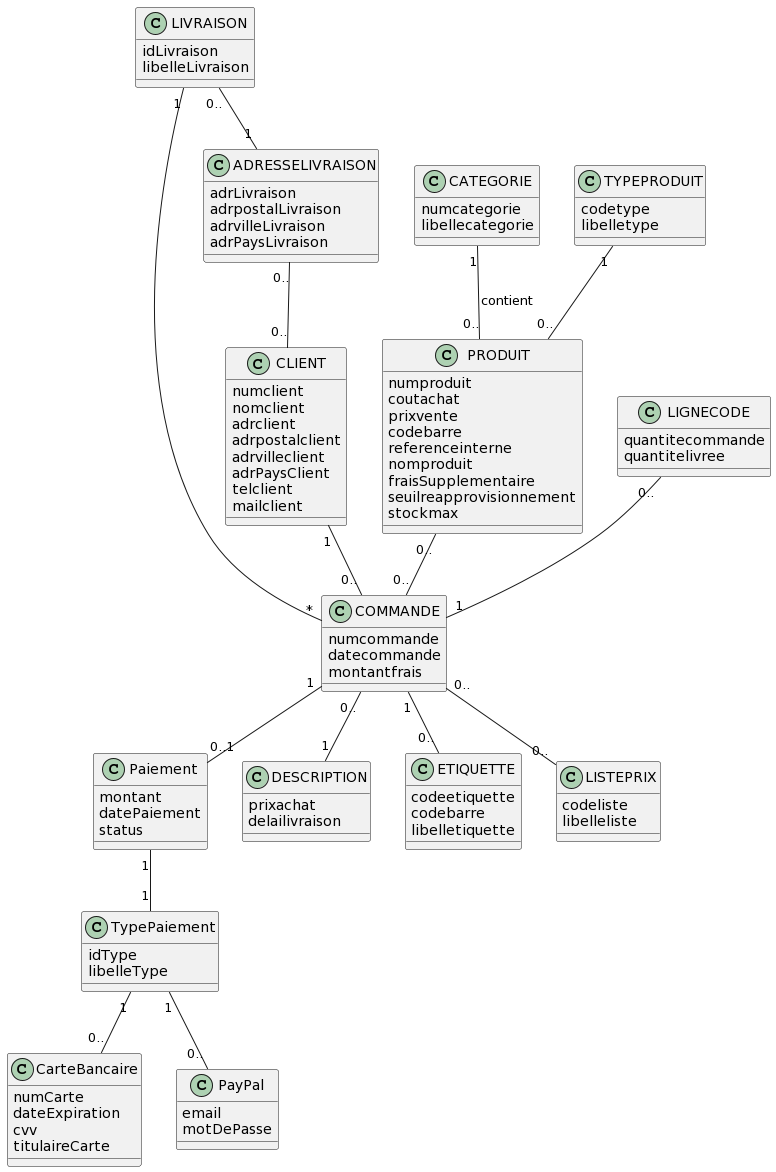 C LIVRAISON
idLivraison
libelleLivraison
1
0..
1
C ADRESSELIVRAISON
adrLivraison
adrpostalLivraison
adrvilleLivraison
adrPaysLivraison
C CATEGORIE
numcategorie
libellecategorie
C TYPEPRODUIT
codetype
libelletype
0..
0..
1
contient
0..
1
0..
C CLIENT
numclient
nomclient
adrclient
adrpostalclient
adrvilleclient
adrPaysClient
telclient
mailclient
C PRODUIT
numproduit
coutachat
prixvente
codebarre
referenceinterne
nomproduit
fraisSupplementaire
seuilreapprovisionnement
stockmax
C LIGNECODE
quantitecommande
quantitelivree
1
0..
0..
0..
0..
1
*
C COMMANDE
numcommande
datecommande
montantfrais
1
0..1
0..
1
1
0..
0..
0..
C Paiement
montant
datePaiement
status
C DESCRIPTION
prixachat
delailivraison
C ETIQUETTE
codeetiquette
codebarre
libelletiquette
C LISTEPRIX
codeliste
libelleliste
1
1
C TypePaiement
idType
libelleType
1
0..
1
0..
C CarteBancaire
numCarte
dateExpiration
cvv
titulaireCarte
C PayPal
email
motDePasse